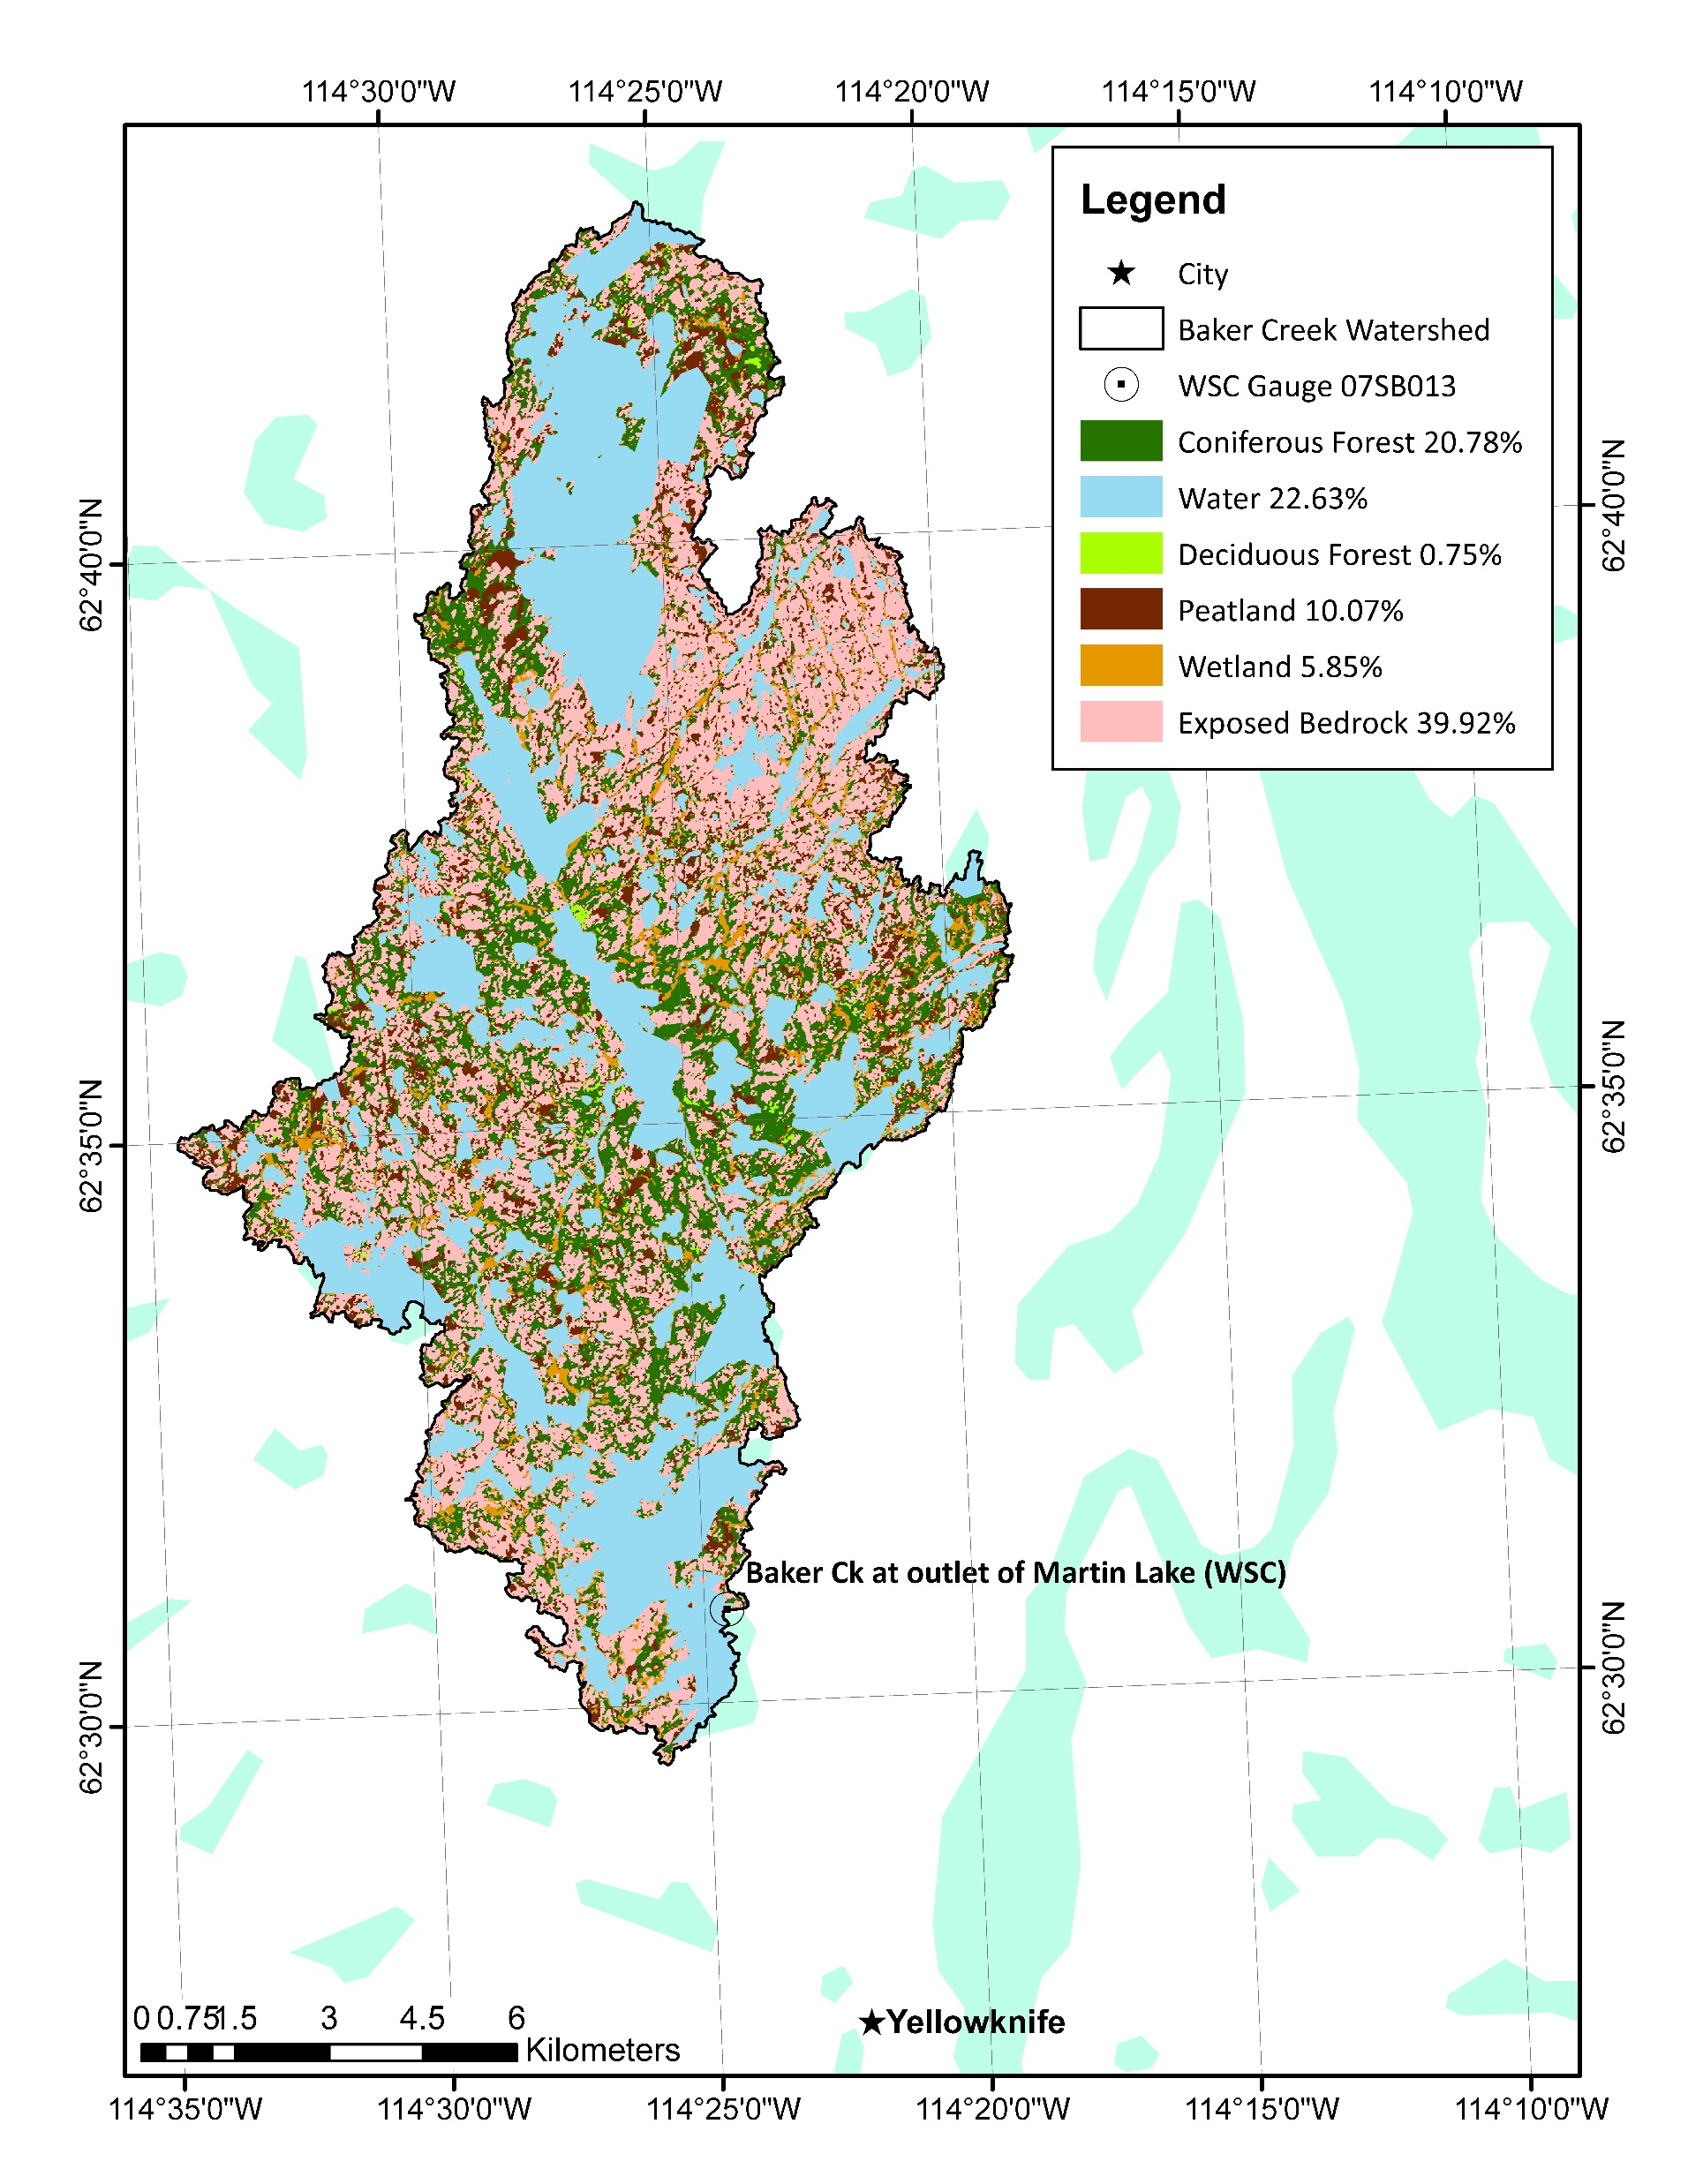 114°30'0"W 114°25'0"W 114°20'0"W 114°15'0"W 114°10'0"W
Legend
City
Baker Creek Watershed
WSC Gauge 07SB013
Coniferous Forest 20.78%
Water 22.63%
Deciduous Forest 0.75%
Peatland 10.07%
Wetland 5.85%
Exposed Bedrock 39.92%
62°40'0"N
62°40'0"N
62°35'0"N
62°35'0"N
Baker Ck at outlet of Martin Lake (WSC)
62°30'0"N
62°30'0"N
Yellowknife
0 0.75 1.5 3 4.5 6
Kilometers
114°35'0"W 114°30'0"W 114°25'0"W 114°20'0"W 114°15'0"W 114°10'0"W